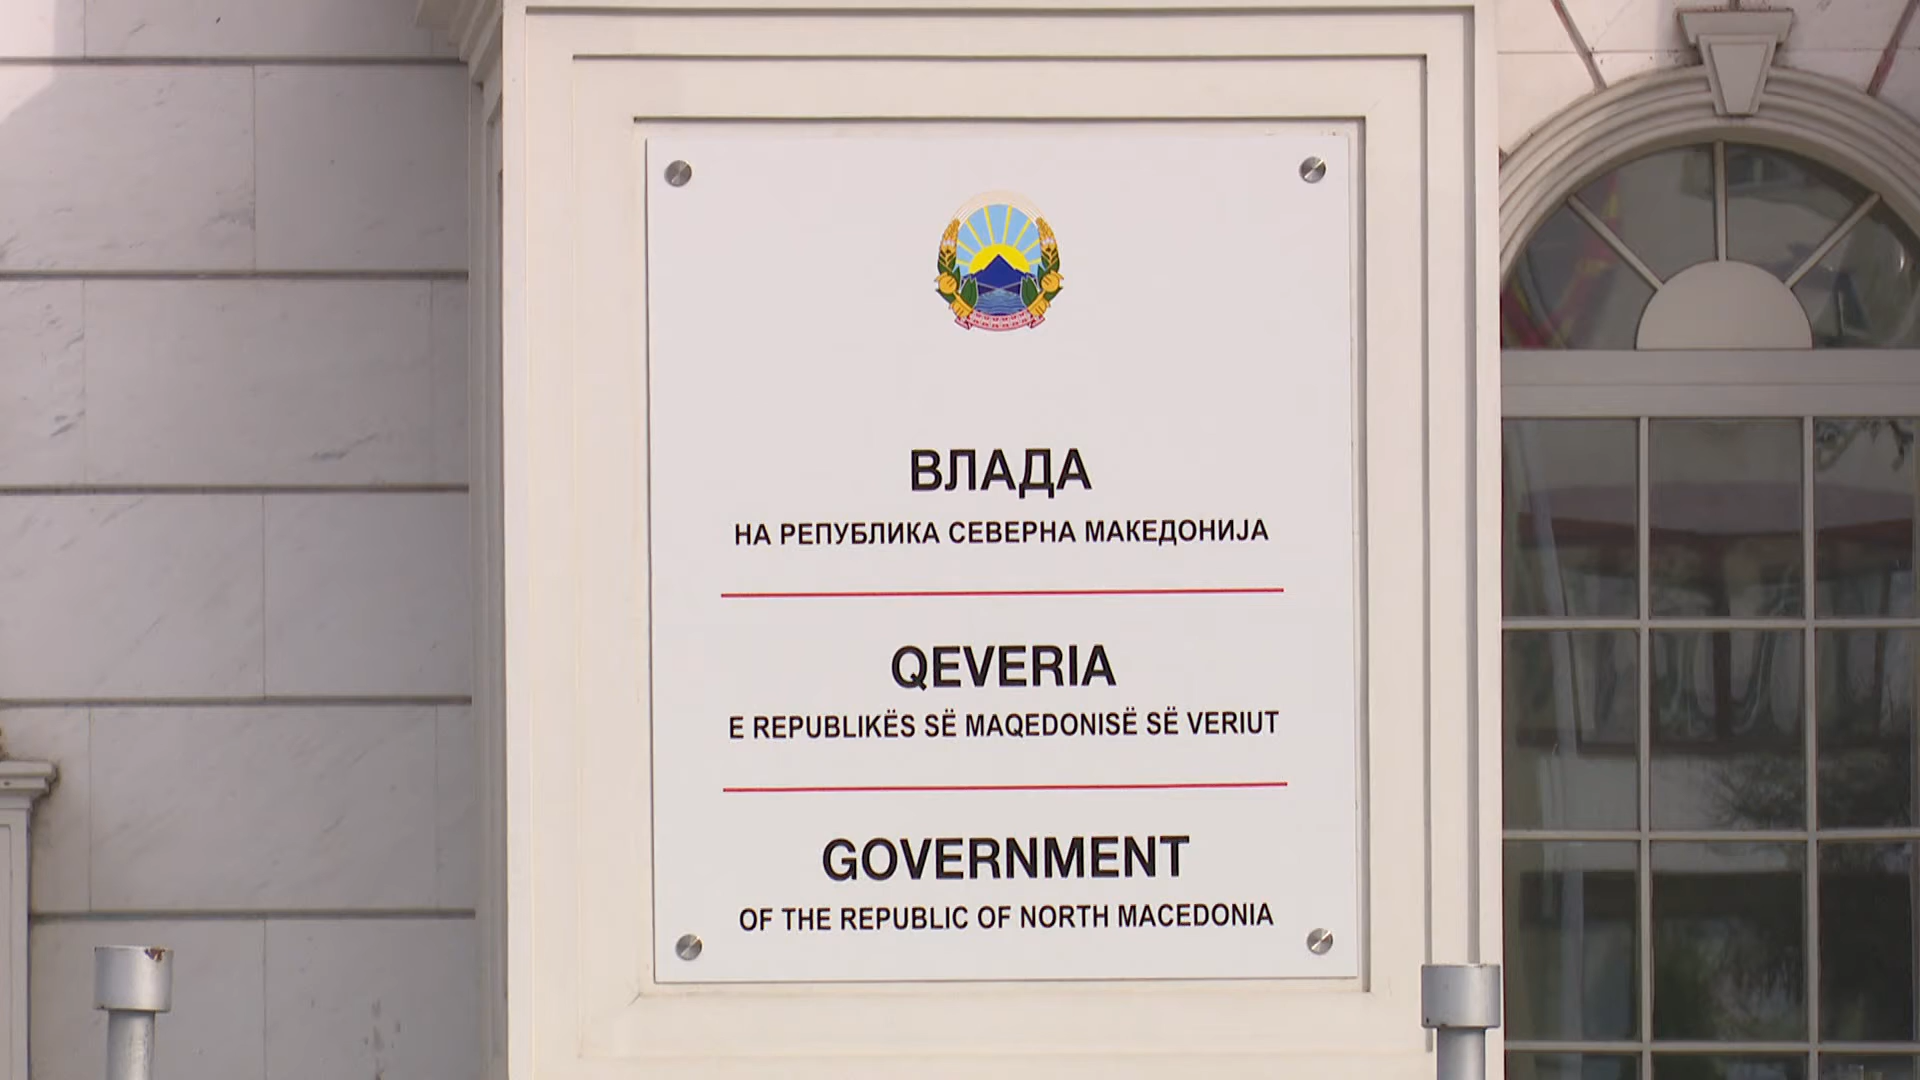 ВЛАДА
НА РЕПУБЛИКА СЕВЕРНА МАКЕДОНИЈА
QEVERIA
E REPUBLIKËS SË MAQEDONISË SË VERIUT
GOVERNMENT
OF THE REPUBLIC OF NORTH MACEDONIA